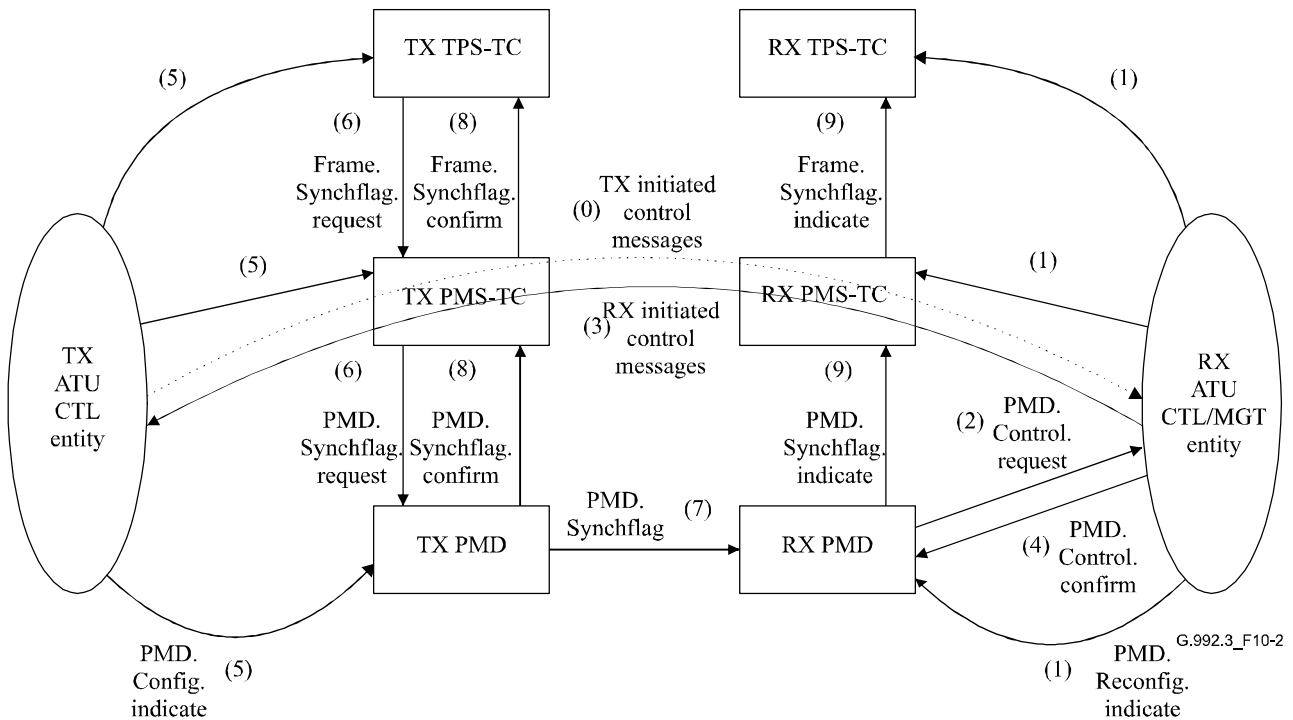 TX TPS-TC
RX TPS-TC
(5)
(1)
(6)
(8)
(9)
Frame.
Synchflag.
request
Frame.
Synchflag.
confirm
Frame.
Synchflag.
indicate
(0)
TX initiated
control
messages
(5)
(1)
TX PMS-TC
RX PMS-TC
(3)
RX initiated
control
messages
TX
ATU
CTL
entity
RX
ATU
CTL/MGT
entity
(6)
(8)
(9)
PMD.
Synchflag.
request
PMD.
Synchflag.
confirm
PMD.
Synchflag.
indicate
(2)
PMD.
Control.
request
PMD.
Synchflag
(7)
TX PMD
RX PMD
(4)
PMD.
Control.
confirm
G.992.3_F10-2
PMD.
Config.
indicate
(5)
(1)
PMD.
Reconfig.
indicate